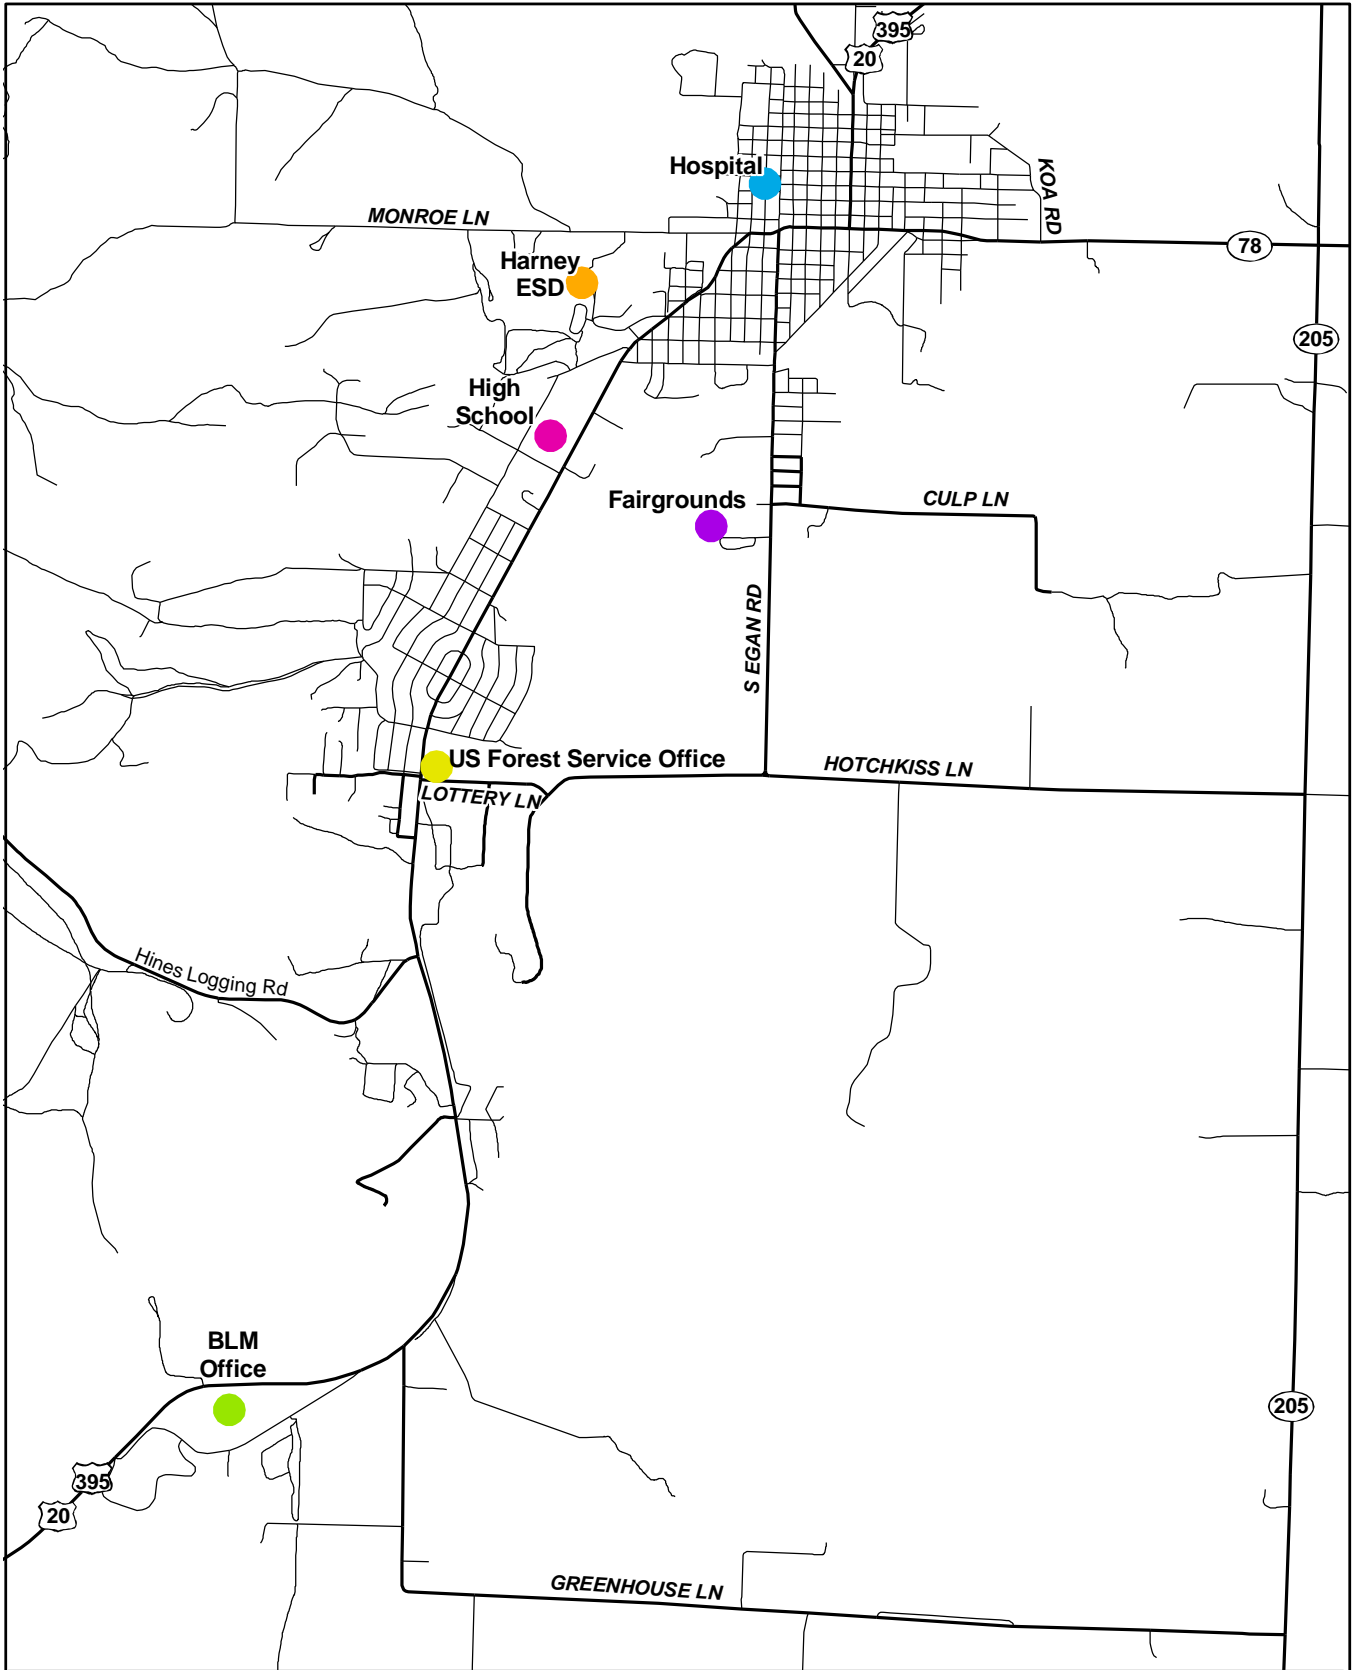 395
20
Hospital
KOA RD
MONROE LN
78
Harney
ESD
205
High
School
Fairgrounds
CULP LN
S EGAN RD
US Forest Service Office
HOTCHKISS LN
LOTTERY LN
Hines Logging Rd
BLM
Office
205
395
20
GREENHOUSE LN